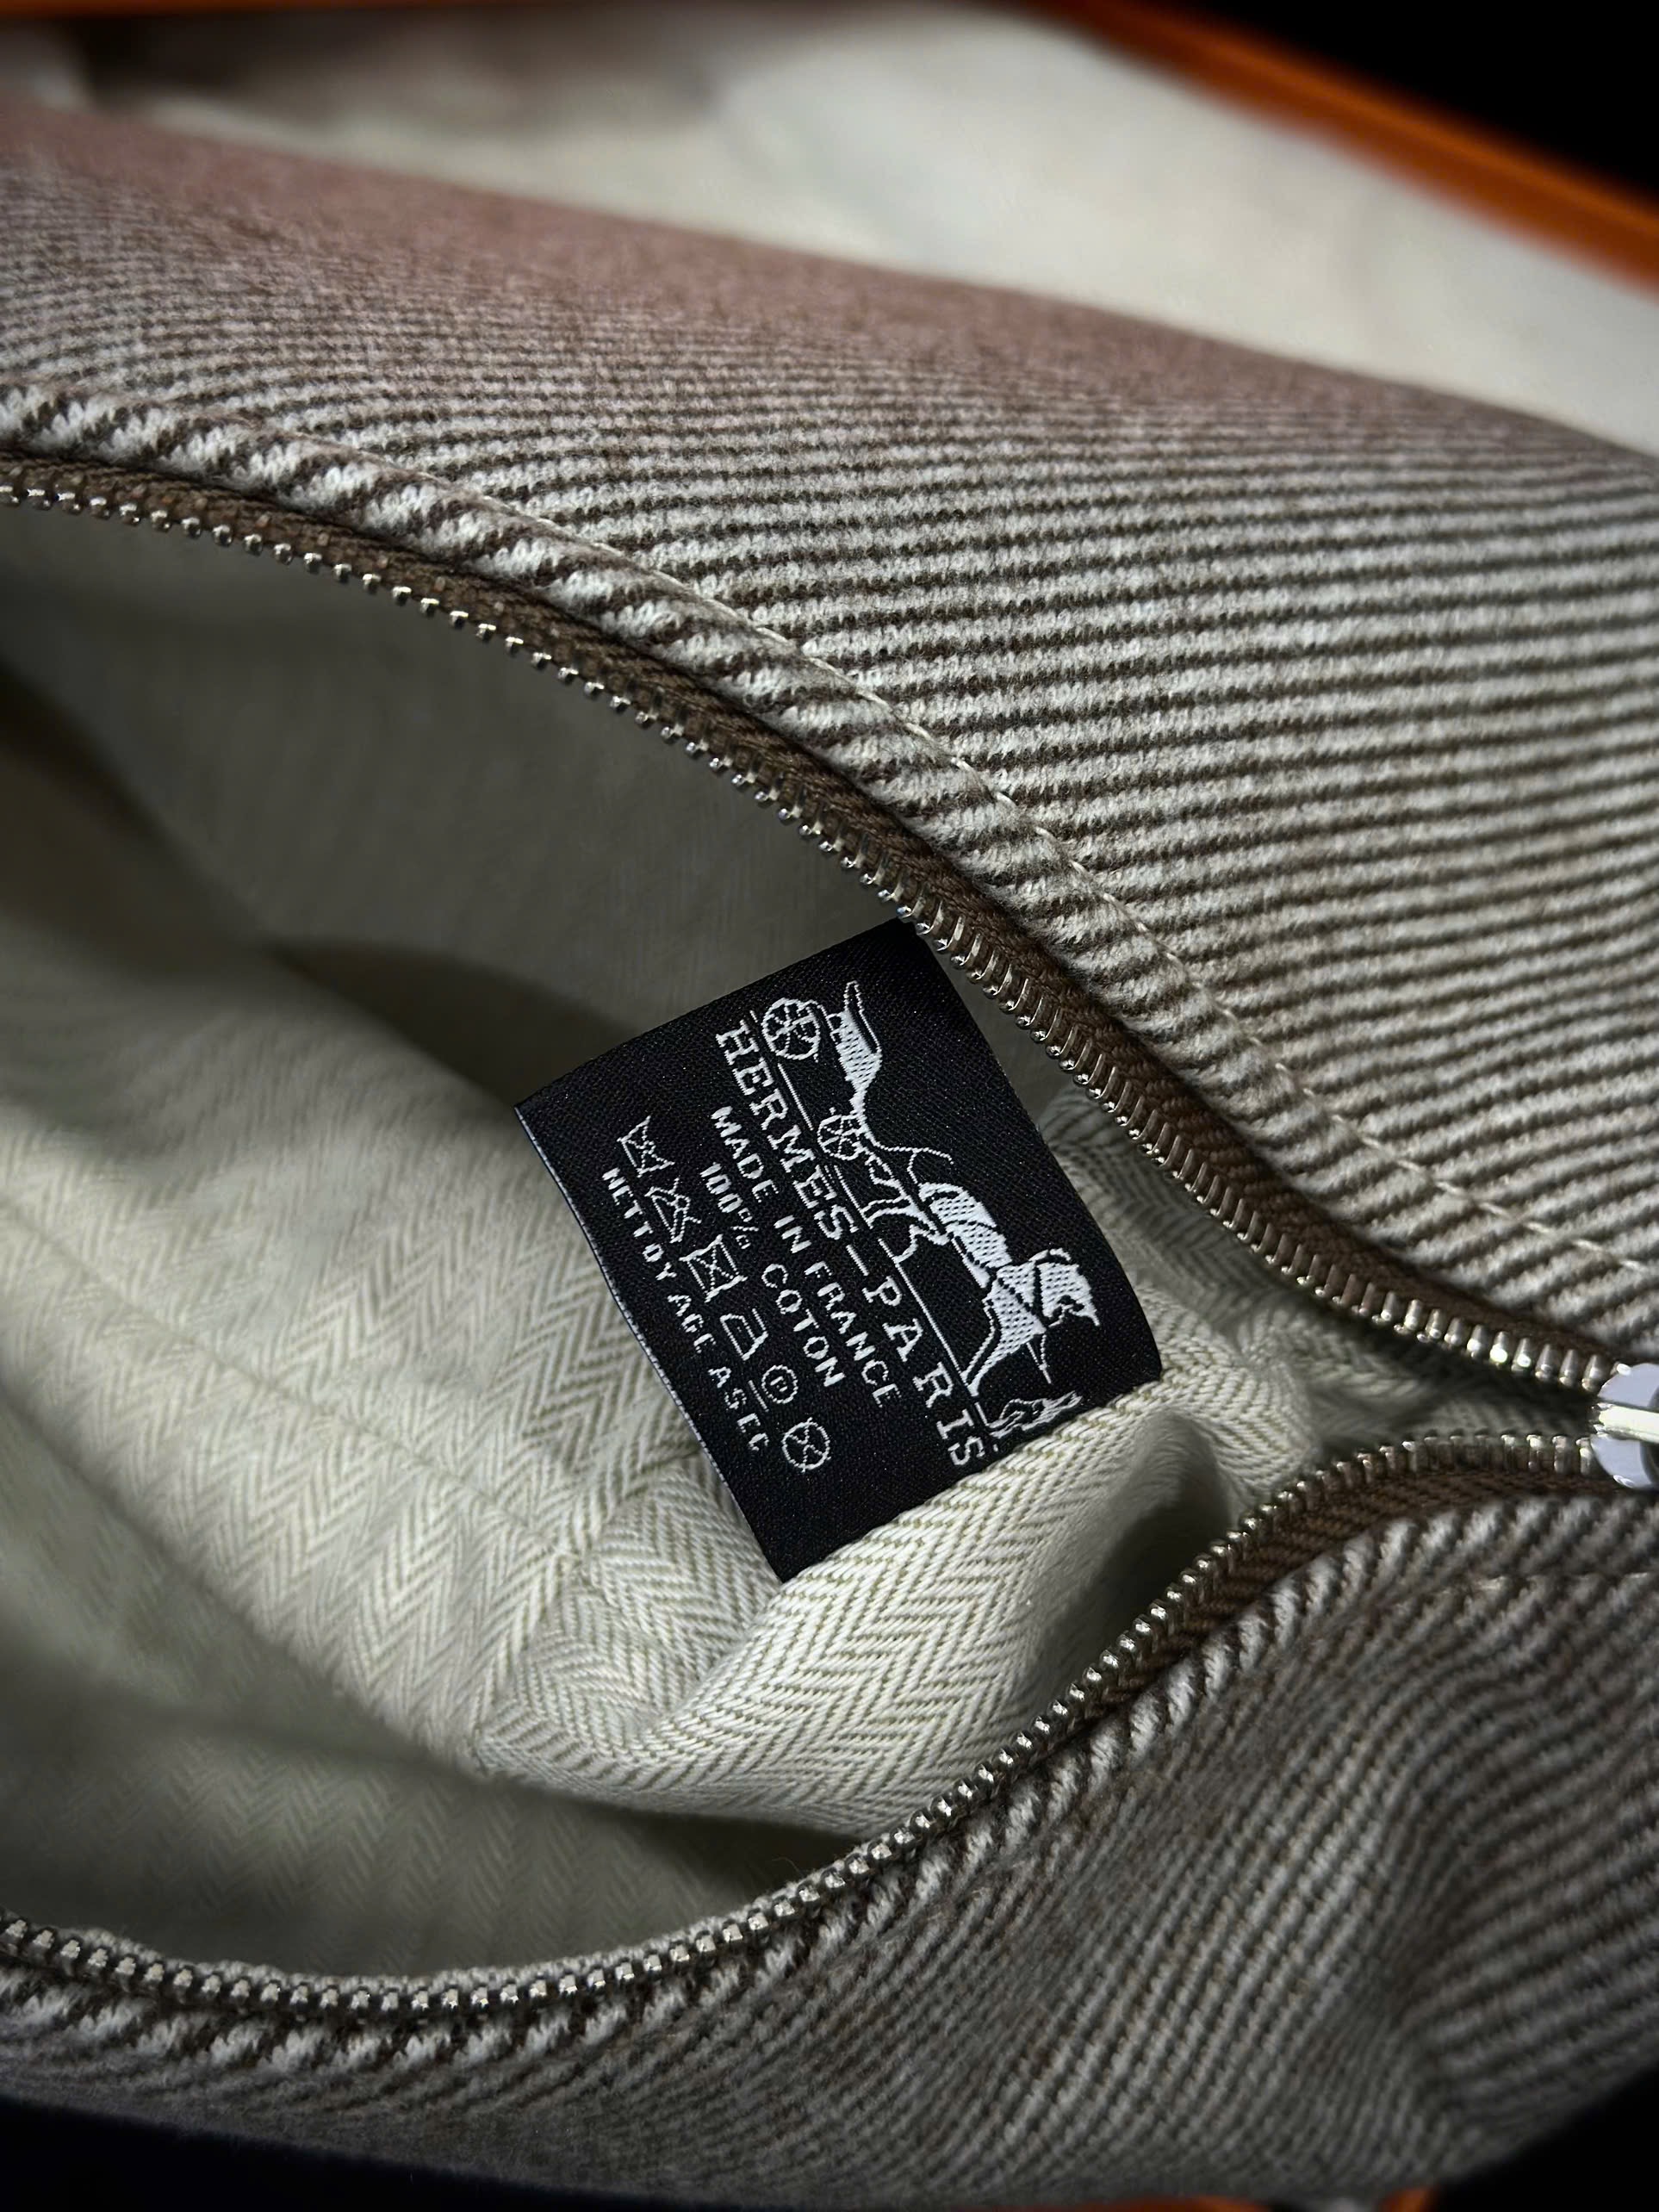 HERMES–PARIS
MADE IN FRANCE
100% COTON
P
NETTOYAGE A SEC